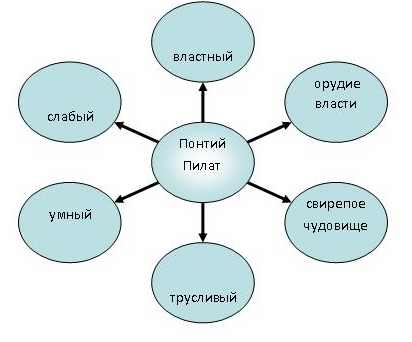 властный
орудие
власти
слабый
Понтий
Пилат
умный
свирепое
чудовище
трусливый